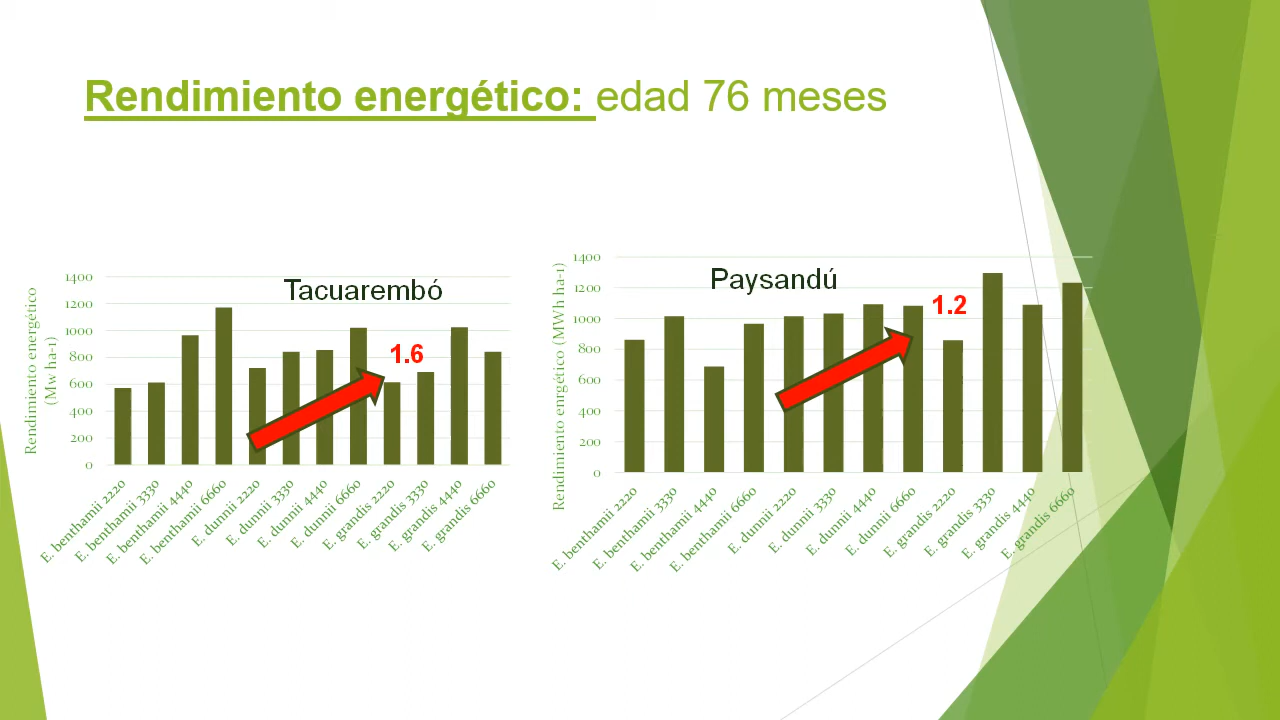 Rendimiento energético: edad 76 meses
Rendimiento energético
(Mw ha-1)
1400
1200
1000
800
600
400
200
0
Tacuarembó
1.6
E. benthamii 2220
E. benthamii 3330
E. benthamii 4440
E. benthamii 6660
E. dunnii 2220
E. dunnii 3330
E. dunnii 4440
E. dunnii 6660
E. grandis 2220
E. grandis 3330
E. grandis 4440
E. grandis 6660
Rendimiento enrgético (MWh ha-1)
1400
1200
1000
800
600
400
200
0
Paysandú
1.2
E. benthamii 2220
E. benthamii 3330
E. benthamii 4440
E. benthamii 6660
E. dunnii 2220
E. dunnii 3330
E. dunnii 4440
E. dunnii 6660
E. grandis 2220
E. grandis 3330
E. grandis 4440
E. grandis 6660